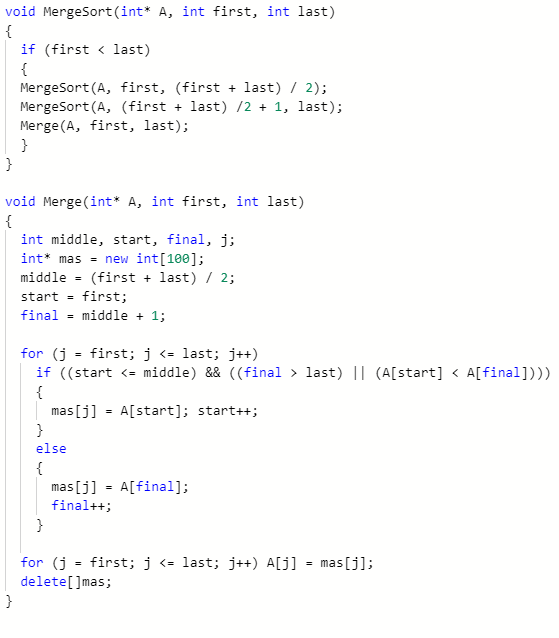 void MergeSort(int* A, int first, int last)
{
if (first < last)
{
MergeSort(A, first, (first + last) / 2);
MergeSort(A, (first + last) /2 + 1, last);
Merge(A, first, last);
}
}
void Merge(int* A, int first, int last)
{
int middle, start, final, j;
int* mas = new int[100];
middle = (first + last) / 2;
start = first;
final = middle + 1;
for (j = first; j <= last; j++)
if ((start <= middle) && ((final > last) || (A[start] < A[final])))
{
mas[j] = A[start]; start++;
}
else
{
mas[j] = A[final];
final++;
}
for (j = first; j <= last; j++) A[j] = mas[j];
delete[]mas;
}